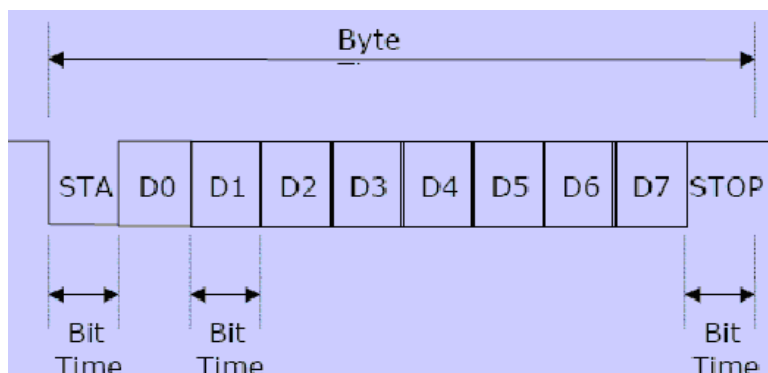 Byte
STA D0 D1 D2 D3 D4 D5 D6 D7 STOP
Bit Bit Bit
Time Time Time